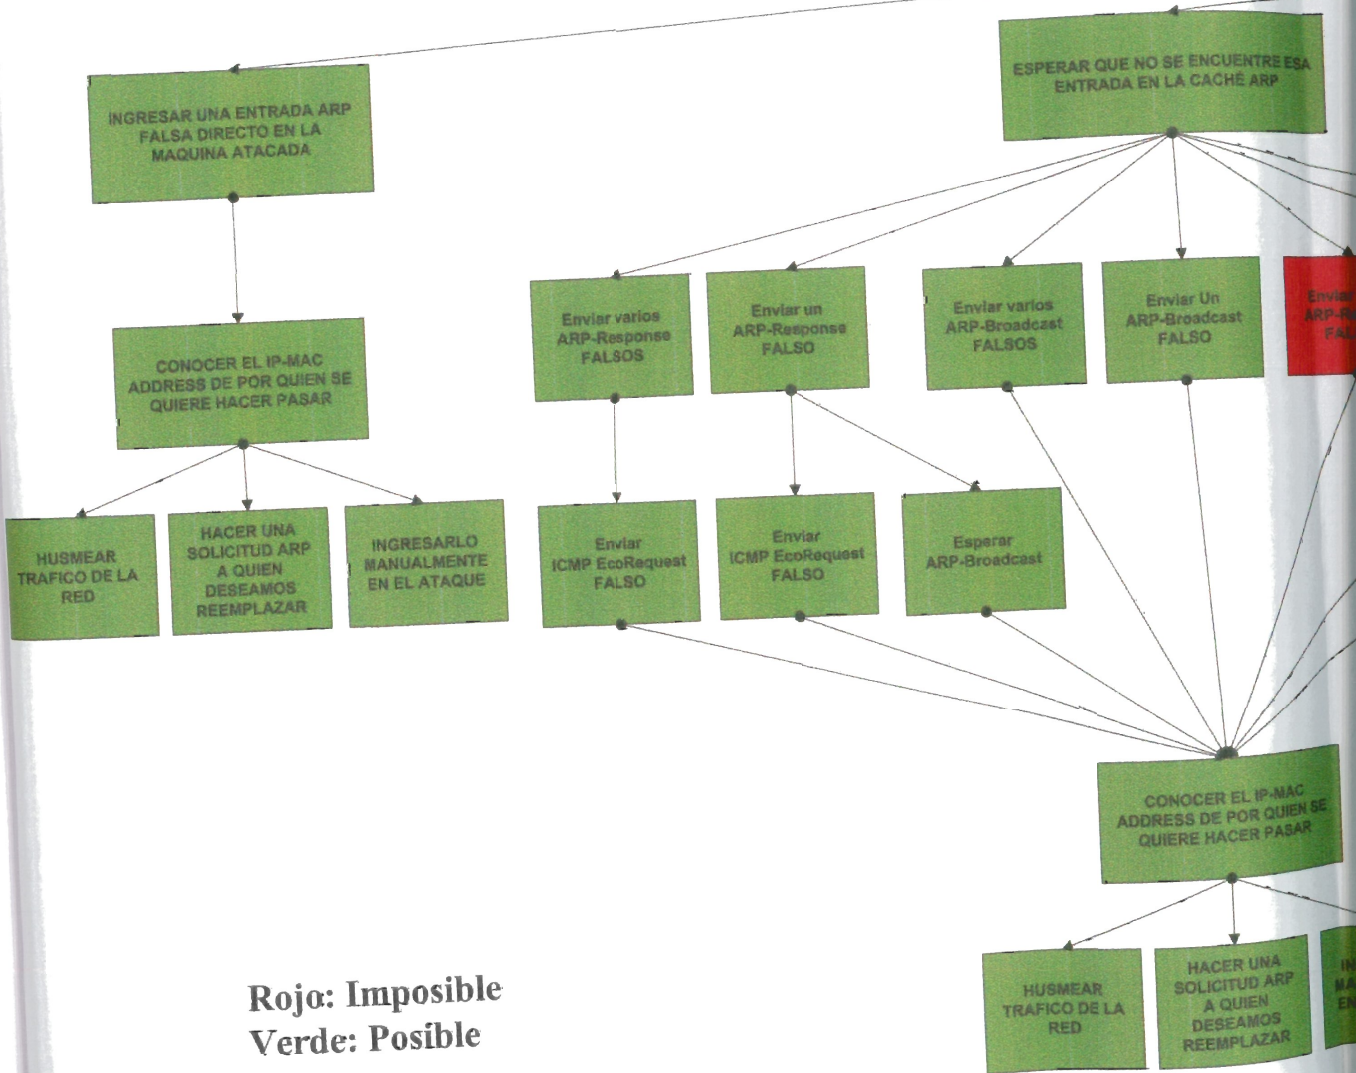 INGRESAR UNA ENTRADA ARP
FALSA DIRECTO EN LA
MAQUINA ATACADA
ESPERAR QUE NO SE ENCUENTRE ESA
ENTRADA EN LA CACHÉ ARP
CONOCER EL IP-MAC
ADDRESS DE POR QUIEN SE
QUIERE HACER PASAR
Enviar varios
ARP-Response
FALSOS
Enviar un
ARP-Response
FALSO
Enviar varios
ARP-Broadcast
FALSOS
Enviar Un
ARP-Broadcast
FALSO
HUSMEAR
TRAFICO DE LA
RED
HACER UNA
SOLICITUD ARP
A QUIEN
DESEAMOS
REEMPLAZAR
INGRESARLO
MANUALMENTE
EN EL ATAQUE
Enviar
ICMP EcoRequest
FALSO
Enviar
ICMP EcoRequest
FALSO
Esperar
ARP-Broadcast
CONOCER EL IP-MAC
ADDRESS DE POR QUIEN SE
QUIERE HACER PASAR
HUSMEAR
TRAFICO DE LA
RED
HACER UNA
SOLICITUD ARP
A QUIEN
DESEAMOS
REEMPLAZAR
Rojo: Imposible
Verde: Posible